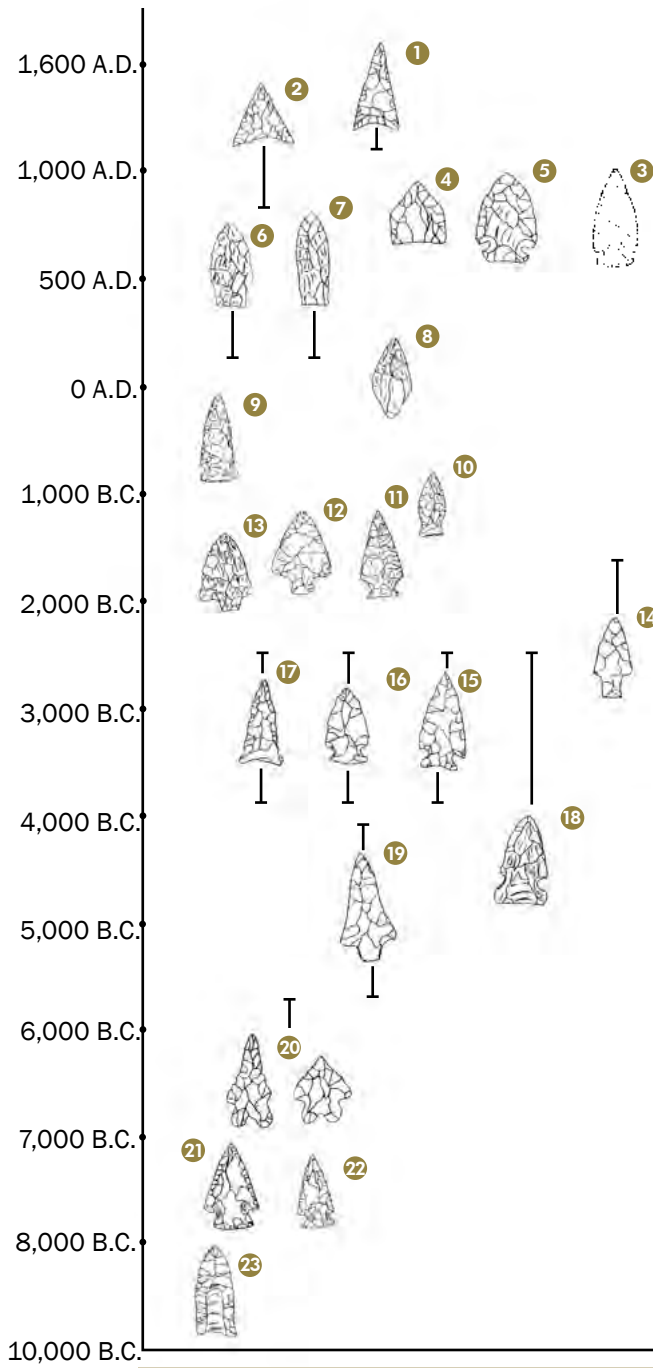 1,600 A.D.
1
2
1,000 A.D.
3
4
5
6
7
500 A.D.
8
0 A.D.
9
10
1,000 B.C.
11
12
13
2,000 B.C.
14
15
16
17
3,000 B.C.
4,000 B.C.
18
19
5,000 B.C.
6,000 B.C.
20
7,000 B.C.
21
22
8,000 B.C.
23
10,000 B.C.